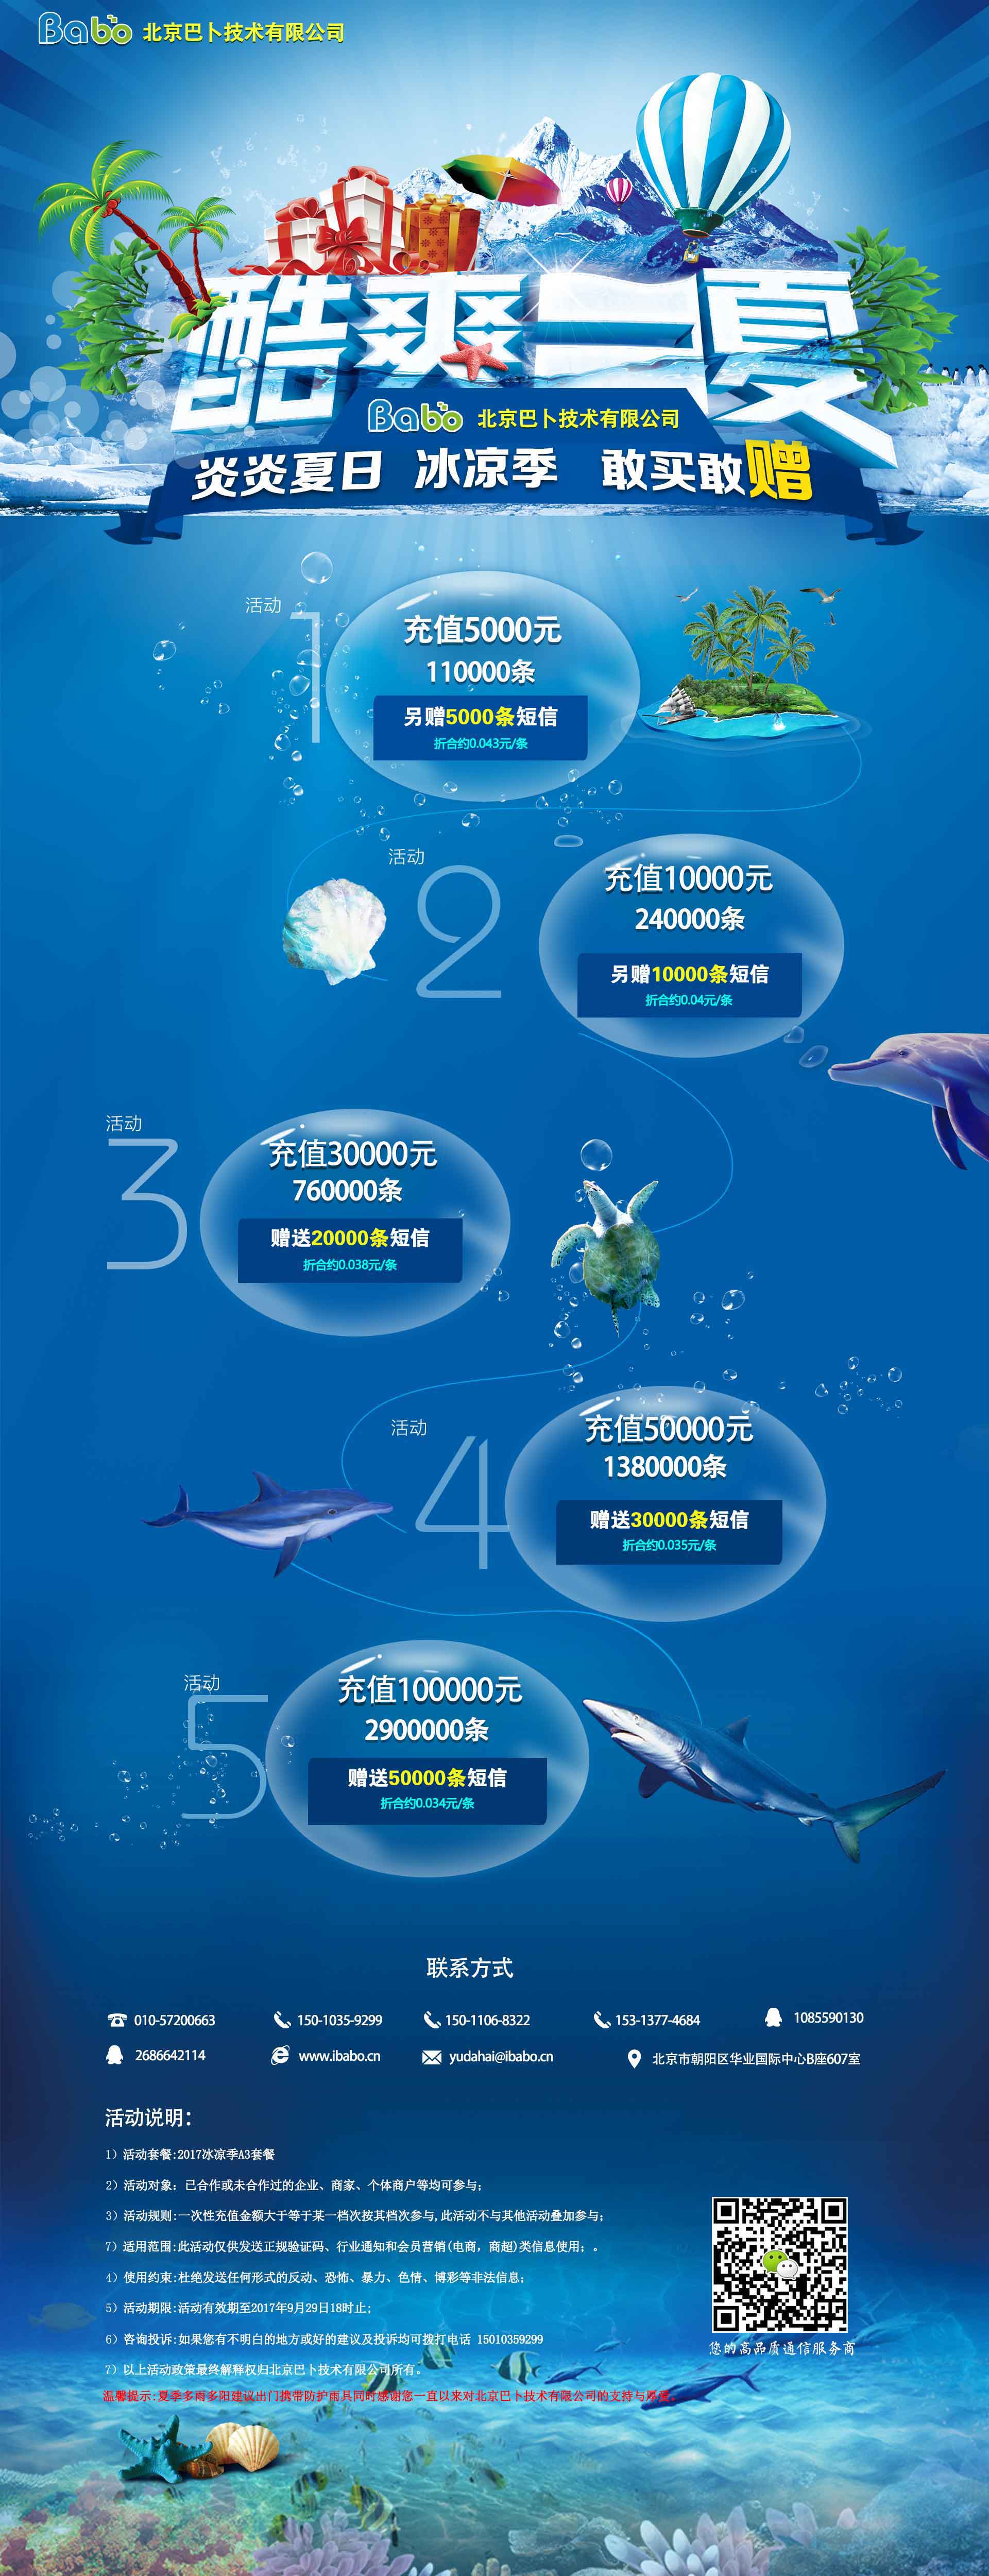 Babo 北京巴卜技术有限公司
酷爽一夏
Babo 北京巴卜技术有限公司
炎炎夏日 冰凉季 敢买敢赠
活动
1
充值5000元
110000条
另赠5000条短信
折合约0.043元/条
活动
2
充值10000元
240000条
另赠10000条短信
折合约0.04元/条
活动
3
充值30000元
760000条
赠送20000条短信
折合约0.038元/条
活动
4
充值50000元
1380000条
赠送30000条短信
折合约0.035元/条
活动
5
充值100000元
2900000条
赠送50000条短信
折合约0.034元/条
联系方式
010-57200663 150-1035-9299 150-1106-8322 153-1377-4684 1085590130
2686642114 www.ibabo.cn yudahai@ibabo.cn 北京市朝阳区华业国际中心B座607室
活动说明：
1）活动套餐:2017冰凉季A3套餐
2）活动对象：已合作或未合作过的企业、商家、个体商户等均可参与；
3）活动规则:一次性充值金额大于等于某一档次按其档次参与,此活动不与其他活动叠加参与；
7）适用范围:此活动仅供发送正规验证码、行业通知和会员营销(电商，商超)类信息使用；。
4）使用约束:杜绝发送任何形式的反动、恐怖、暴力、色情、博彩等非法信息；
5）活动期限:活动有效期至2017年9月29日18时止；
6）咨询投诉:如果您有不明白的地方或好的建议及投诉均可拨打电话 15010359299
您的高品质通信服务商
7）以上活动政策最终解释权归北京巴卜技术有限公司所有。
温馨提示:夏季多雨多阳建议出门携带防护雨具同时感谢您一直以来对北京巴卜技术有限公司的支持与厚爱。